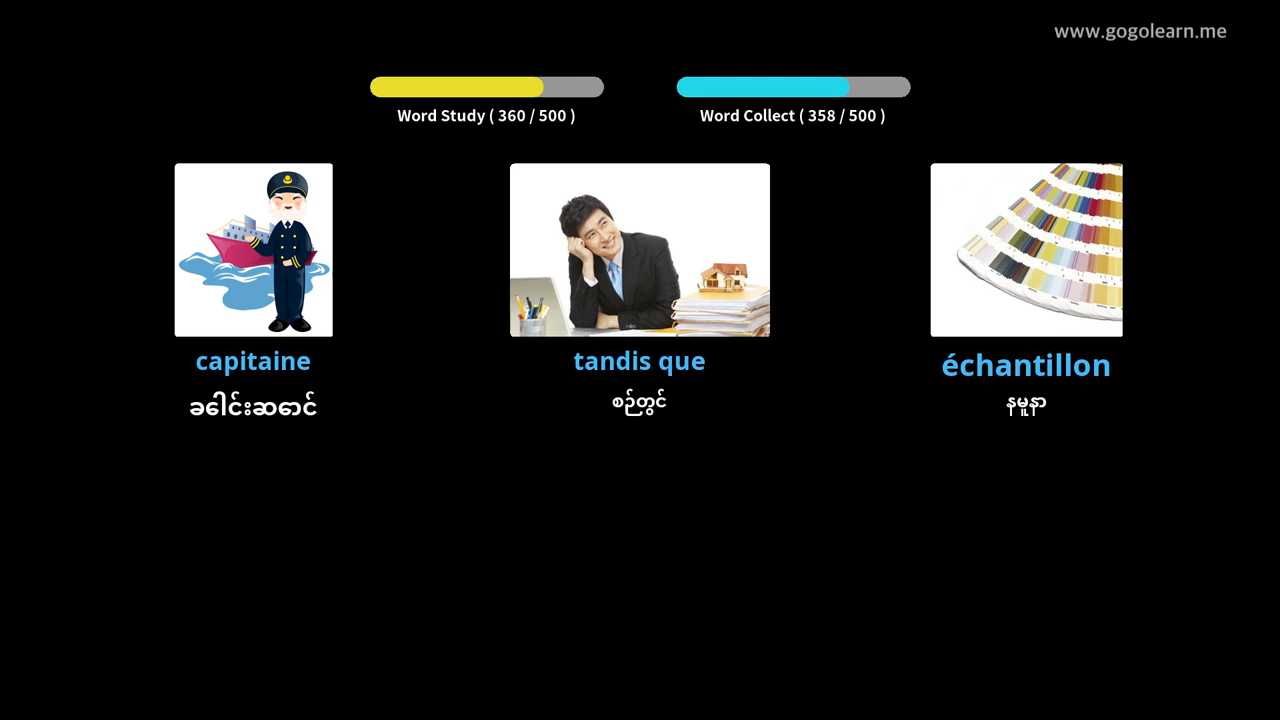 www.gogolearn.me
Word Study ( 360 / 500 )
Word Collect ( 358 / 500 )
capitaine
tandis que
échantillon
ခေါင်းဆောင်
စဉ်တွင်
နမူနာ